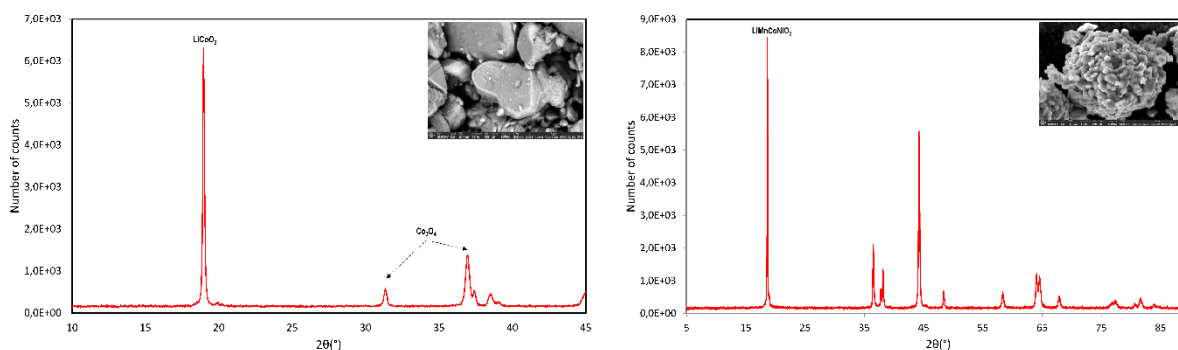 7,0E+03
6,0E+03
5,0E+03
4,0E+03
3,0E+03
2,0E+03
1,0E+03
0,0E+00
Number of counts
LiCoO₂
Co₃O₄
10 15 20 25 30 35 40 45
2θ(°)
9,0E+03
8,0E+03
7,0E+03
6,0E+03
5,0E+03
4,0E+03
3,0E+03
2,0E+03
1,0E+03
0,0E+00
Number of counts
LiMnCoNiO₂
5 15 25 35 45 55 65 75 85
2θ(°)